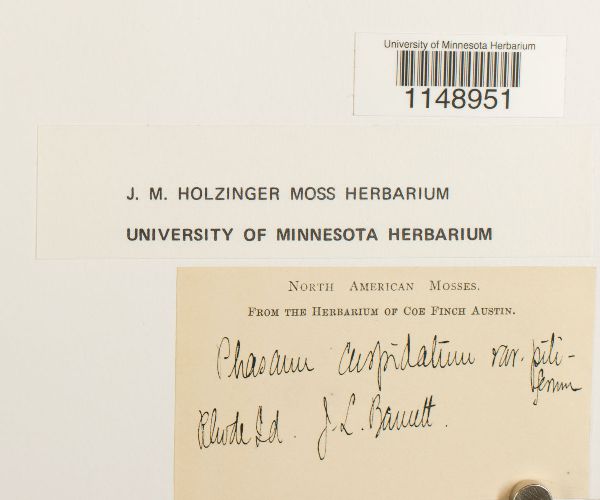 University of Minnesota Herbarium
1148951
J. M. HOLZINGER MOSS HERBARIUM
UNIVERSITY OF MINNESOTA HERBARIUM
NORTH AMERICAN MOSSES.
FROM THE HERBARIUM OF COE FINCH AUSTIN.
Phascum cuspidatum var. pili-
ferum
Rhode Id. J. L.